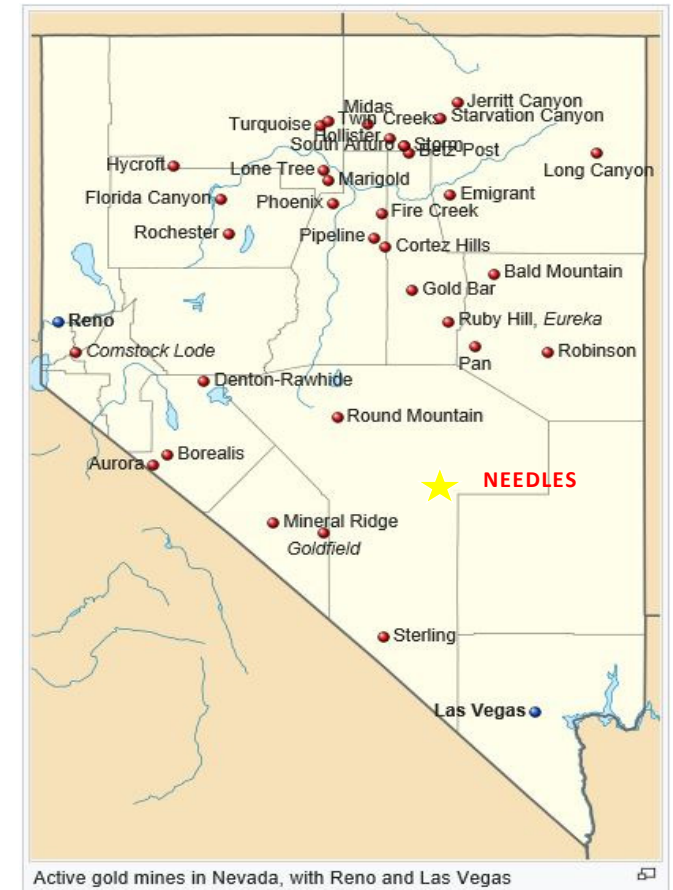 Jerritt Canyon
Midas
Starvation Canyon
Twin Creeks
Turquoise
Hollister
South Arturo
Storm
Betz Post
Long Canyon
Hycroft
Lone Tree
Marigold
Emigrant
Florida Canyon
Phoenix
Fire Creek
Rochester
Pipeline
Cortez Hills
Bald Mountain
Gold Bar
Reno
Ruby Hill, Eureka
Comstock Lode
Pan
Robinson
Denton-Rawhide
Round Mountain
Borealis
Aurora
NEEDLES
Mineral Ridge
Goldfield
Sterling
Las Vegas
Active gold mines in Nevada, with Reno and Las Vegas